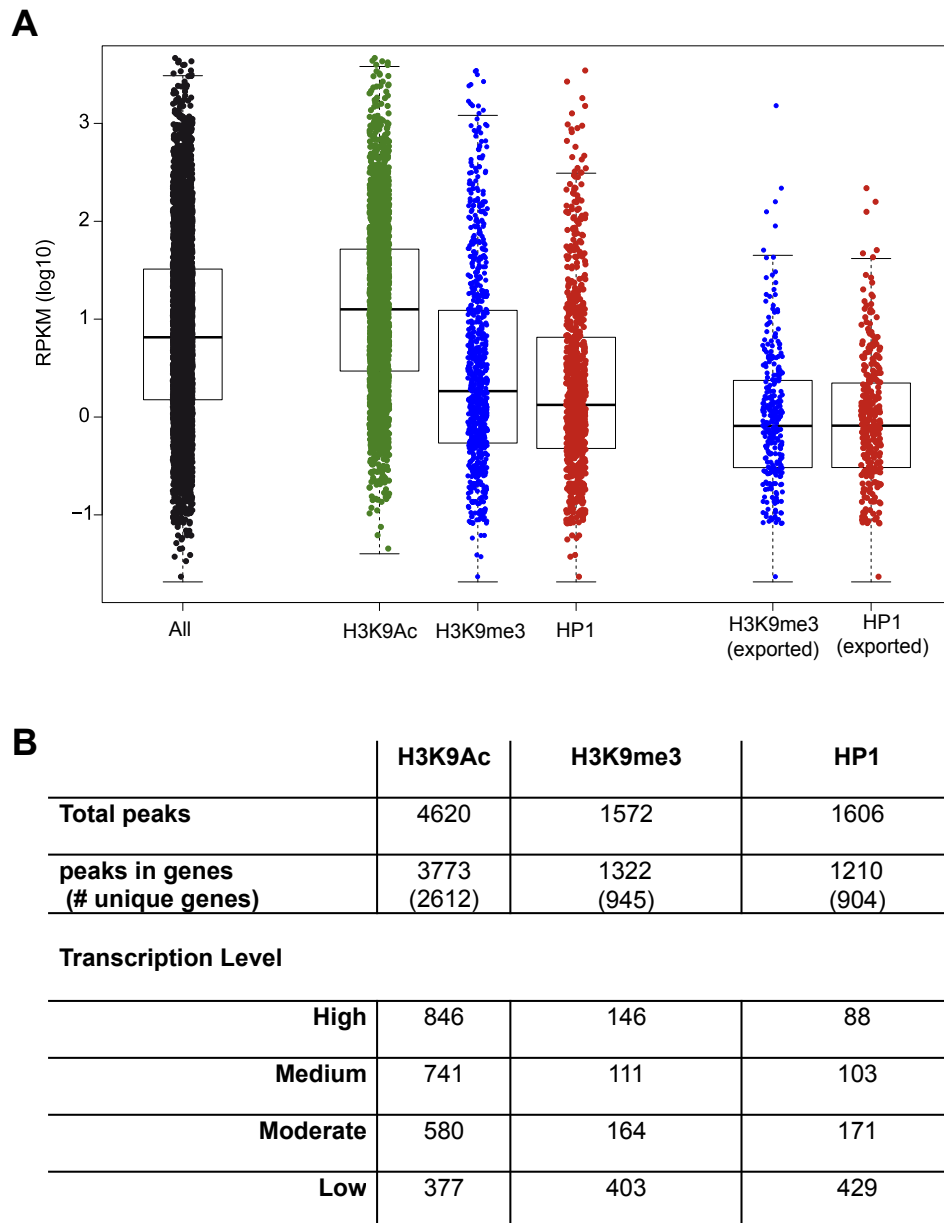 A
RPKM (log10)
3
2
1
0
−1
All
H3K9Ac
H3K9me3
HP1
H3K9me3
(exported)
HP1
(exported)
B
H3K9Ac H3K9me3 HP1
Total peaks 4620 1572 1606
peaks in genes 3773 1322 1210
(# unique genes) (2612) (945) (904)
Transcription Level
High 846 146 88
Medium 741 111 103
Moderate 580 164 171
Low 377 403 429